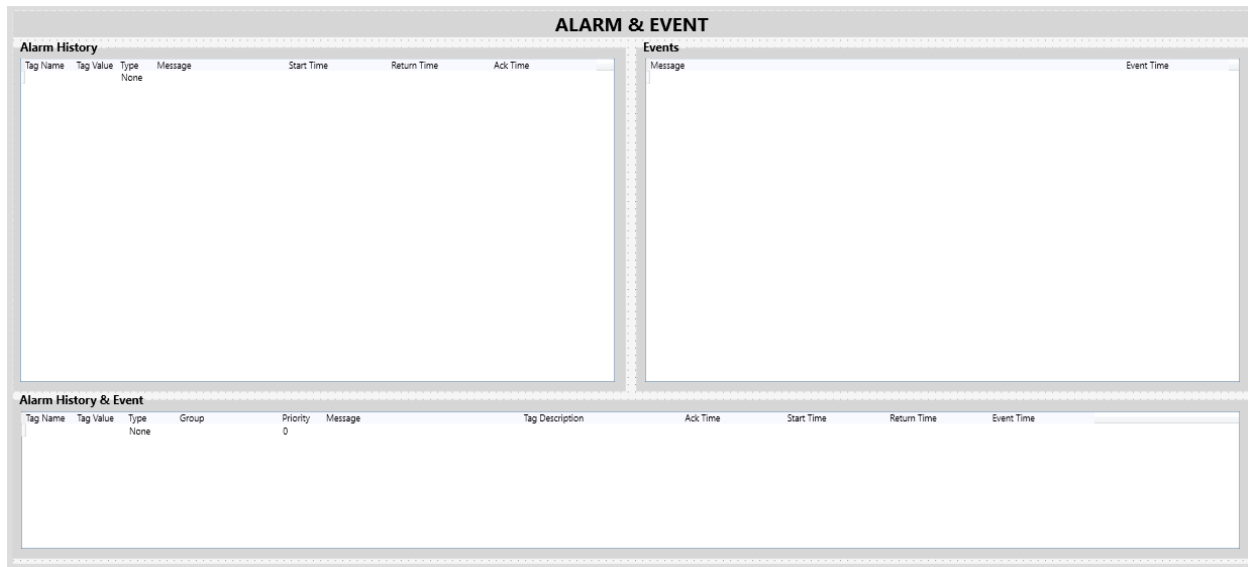 ALARM & EVENT
Alarm History
Tag Name Tag Value Type Message Start Time Return Time Ack Time
None
Events
Message Event Time
Alarm History & Event
Tag Name Tag Value Type Group Priority Message Tag Description Ack Time Start Time Return Time Event Time
None 0